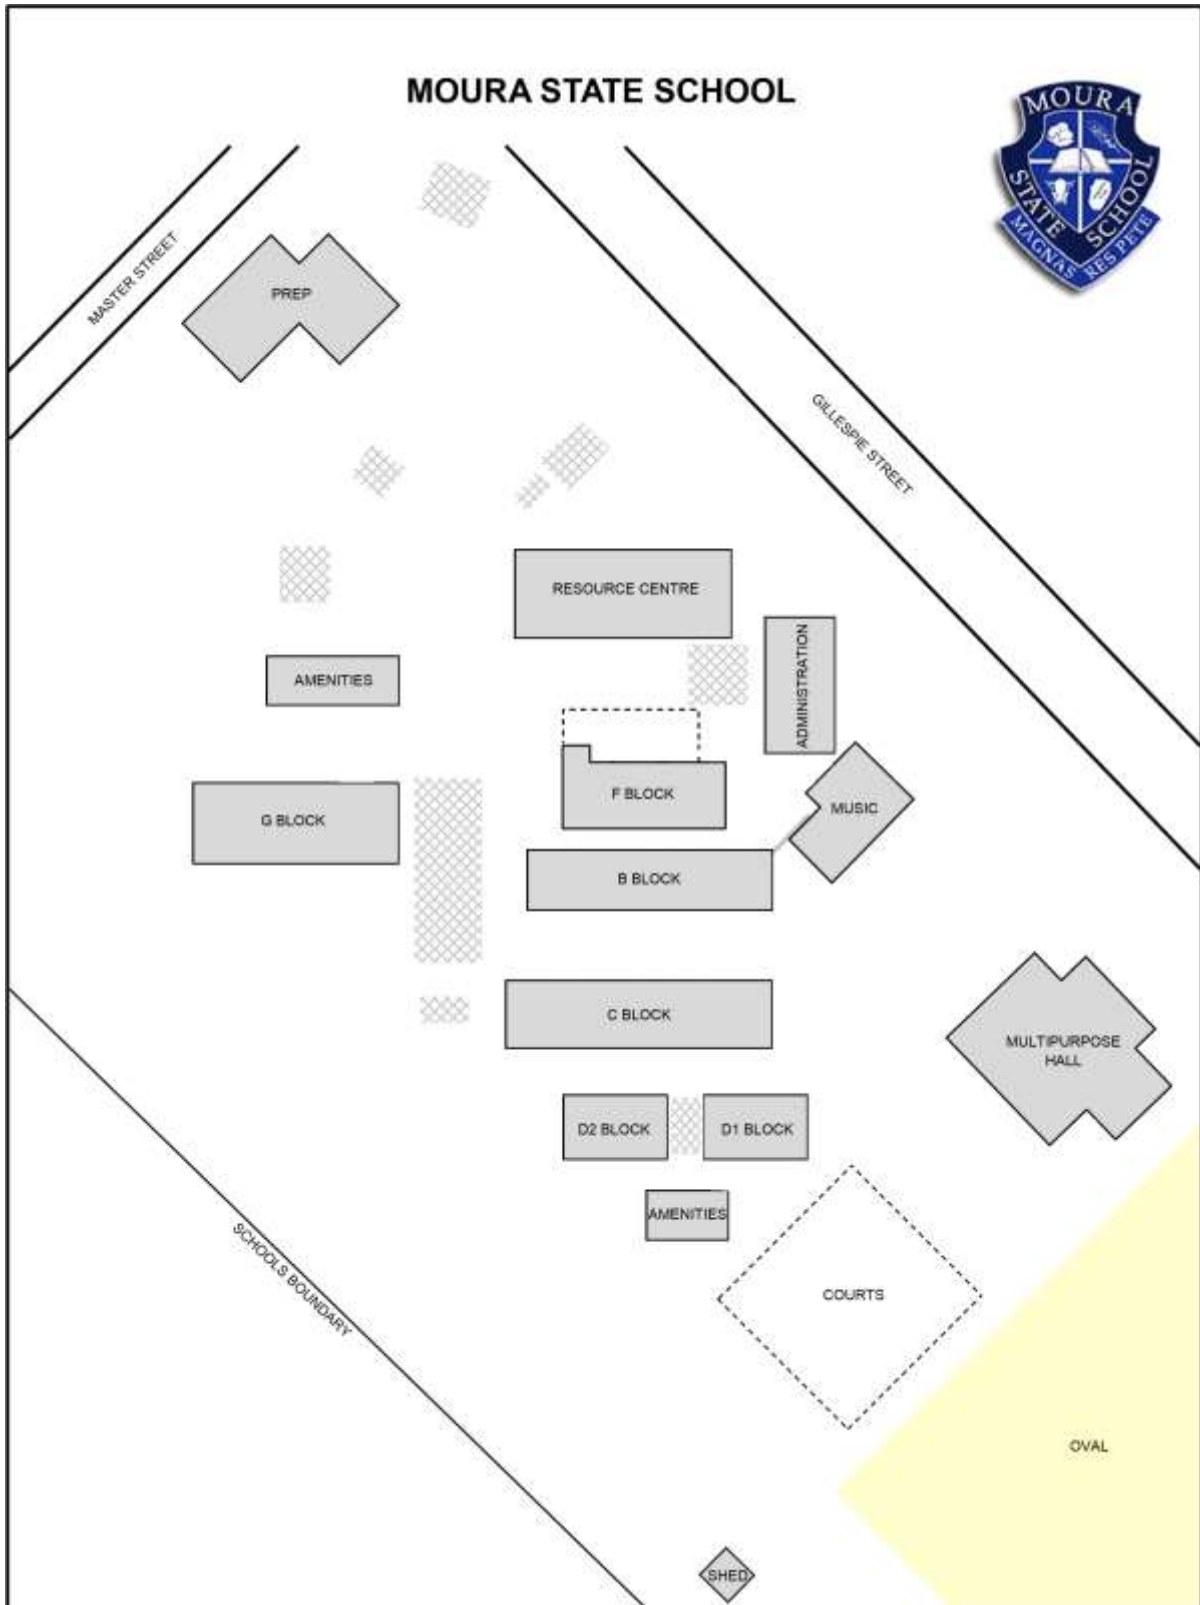 MOURA STATE SCHOOL
MOURA
STATE SCHOOL
MAGNAS RES PETE
MASTER STREET
PREP
GILLESPIE STREET
RESOURCE CENTRE
ADMINISTRATION
AMENITIES
F BLOCK
MUSIC
G BLOCK
B BLOCK
C BLOCK
MULTIPURPOSE
HALL
D2 BLOCK
D1 BLOCK
AMENITIES
SCHOOLS BOUNDARY
COURTS
OVAL
SHED